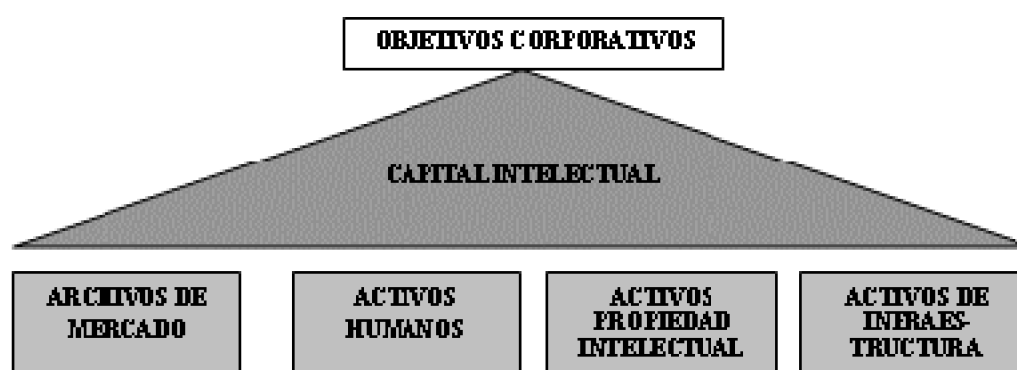 OBJETIVOS CORPORATIVOS
CAPITAL INTELECTUAL
ARCHIVOS DE
MERCADO
ACTIVOS
HUMANOS
ACTIVOS
PROPIEDAD
INTELECTUAL
ACTIVOS DE
INFRAES-
TRUCTURA